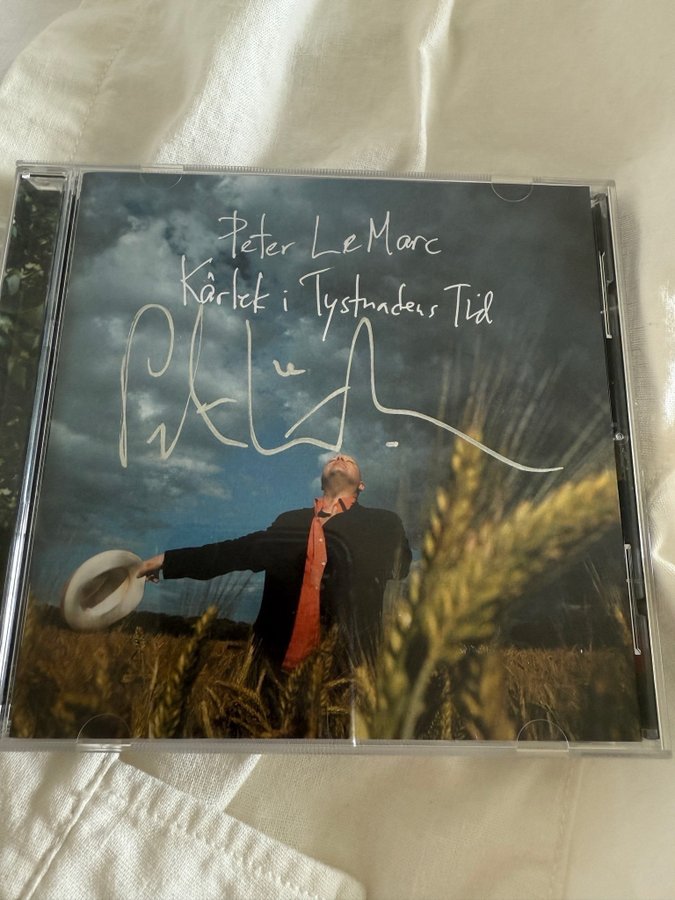 Peter LeMarc
Kärlek i Tystnadens Tid